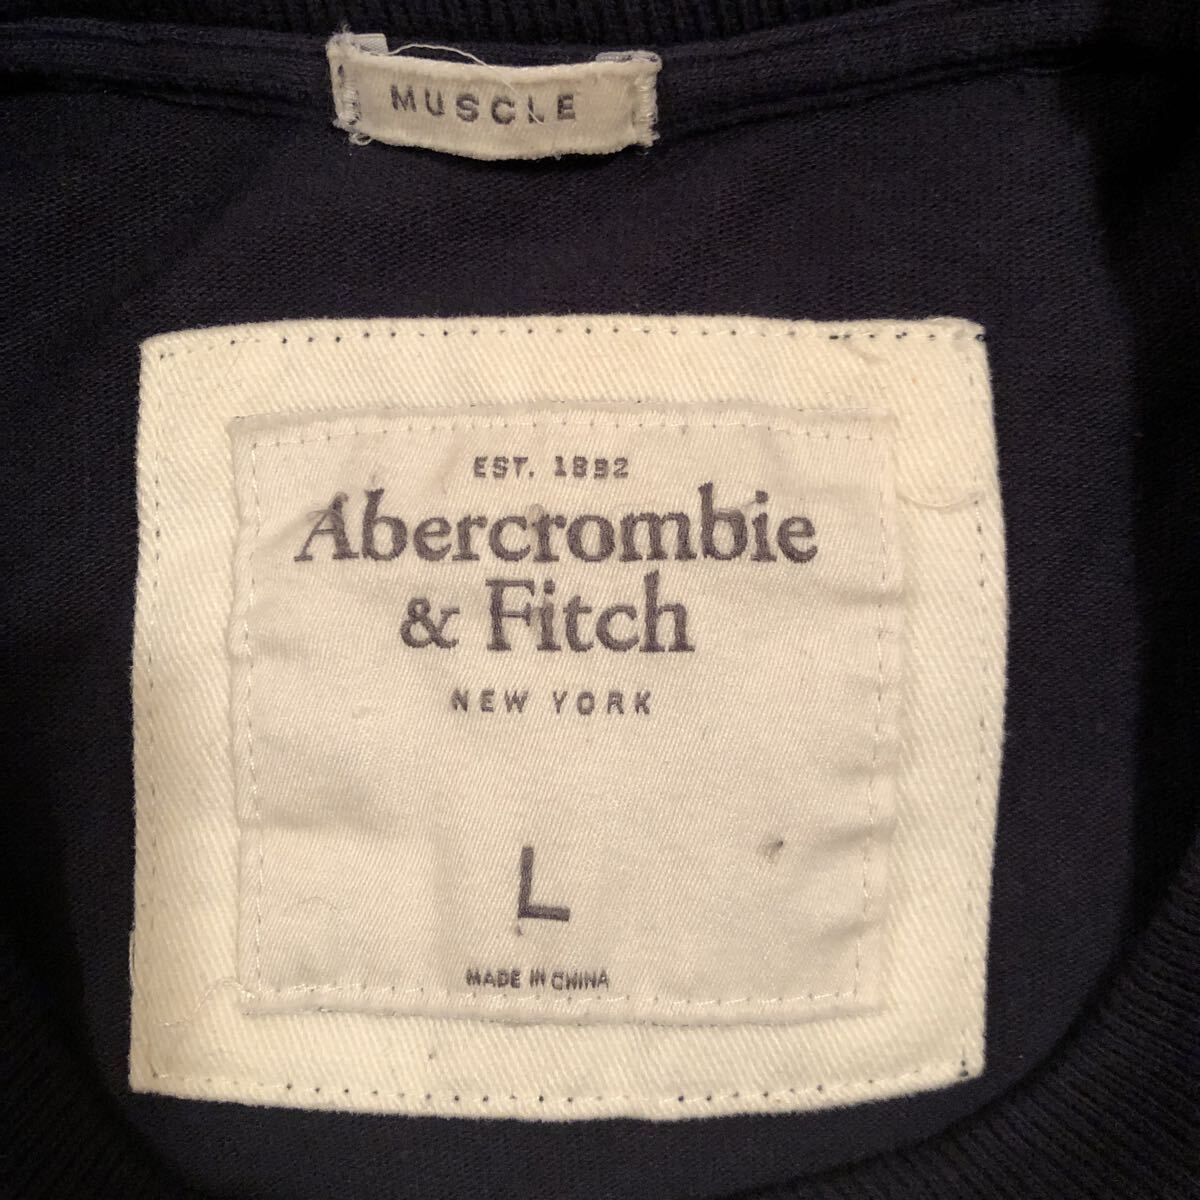 MUSCLE
EST. 1892
Abercrombie
& Fitch
NEW YORK
L
MADE IN CHINA